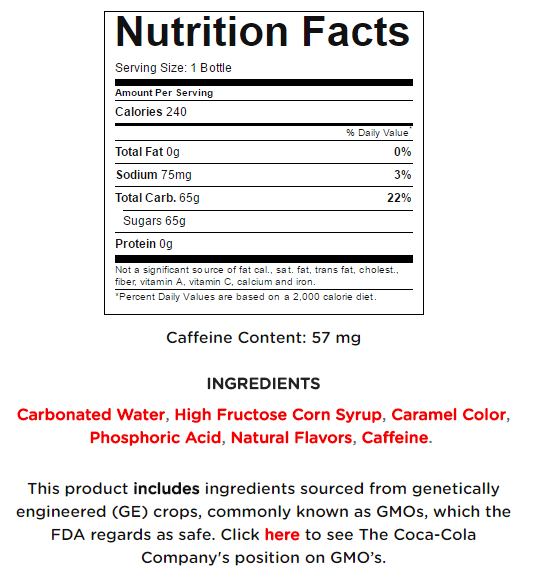 Nutrition Facts
Serving Size: 1 Bottle
Amount Per Serving
Calories 240
% Daily Value*
Total Fat 0g 0%
Sodium 75mg 3%
Total Carb. 65g 22%
Sugars 65g
Protein 0g
Not a significant source of fat cal., sat. fat, trans fat, cholest.,
fiber, vitamin A, vitamin C, calcium and iron.
*Percent Daily Values are based on a 2,000 calorie diet.
Caffeine Content: 57 mg
INGREDIENTS
Carbonated Water, High Fructose Corn Syrup, Caramel Color,
Phosphoric Acid, Natural Flavors, Caffeine.
This product includes ingredients sourced from genetically
engineered (GE) crops, commonly known as GMOs, which the
FDA regards as safe. Click here to see The Coca-Cola
Company's position on GMO’s.